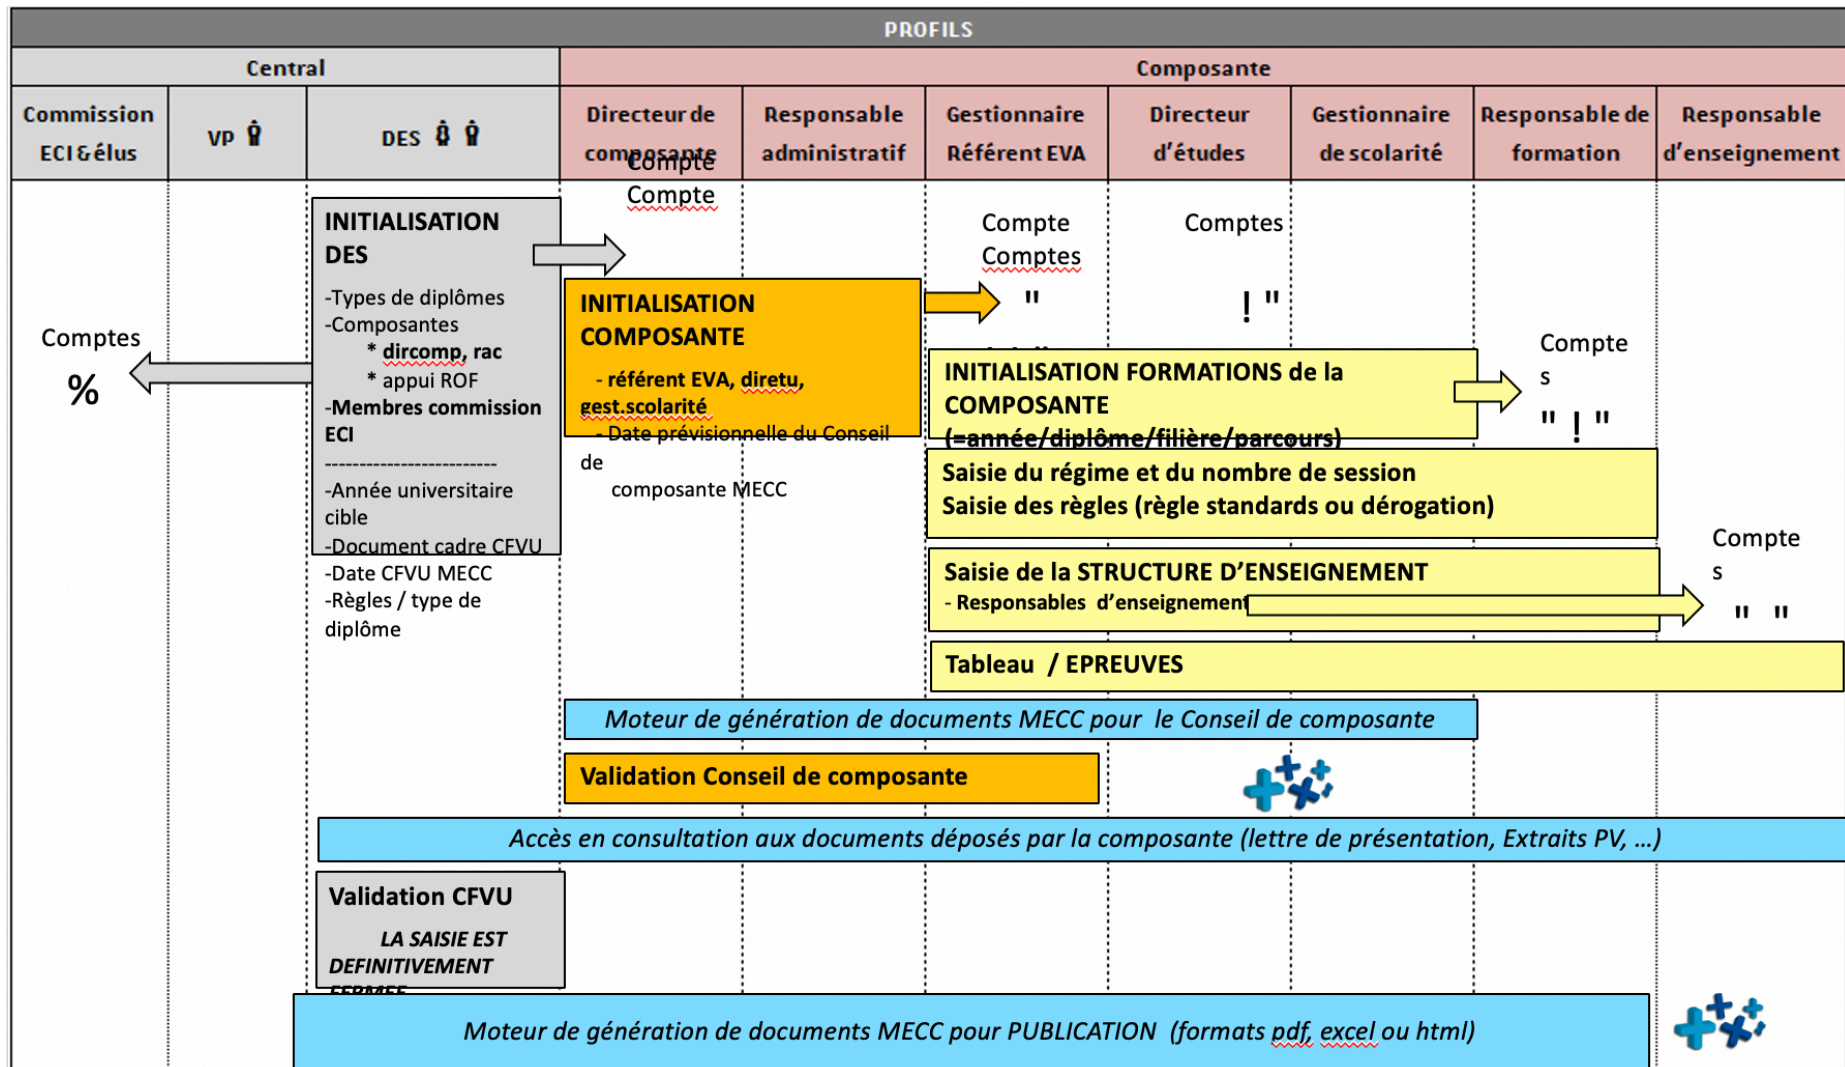 PROFILS
Central
Composante
Commission
ECI & élus
VP
DES
Directeur de
composante
Responsable
administratif
Gestionnaire
Référent EVA
Directeur
d'études
Gestionnaire
de scolarité
Responsable de
formation
Responsable
d'enseignement
Compte
Compte
INITIALISATION
DES
-Types de diplômes
-Composantes
* dircomp, rac
* appui ROF
-Membres commission
ECI
-------------------------
-Année universitaire
cible
-Document cadre CFVU
-Date CFVU MECC
-Règles / type de
diplôme
Comptes
%
INITIALISATION
COMPOSANTE
- référent EVA, diretu,
gest.scolarité
- Date prévisionnelle du Conseil
de
composante MECC
Compte
Comptes
"
Comptes
! "
INITIALISATION FORMATIONS de la
COMPOSANTE
(=année/diplôme/filière/parcours)
Compte
s
" ! "
Saisie du régime et du nombre de session
Saisie des règles (règle standards ou dérogation)
Saisie de la STRUCTURE D'ENSEIGNEMENT
- Responsables d'enseignement
Compte
s
" "
Tableau / EPREUVES
Moteur de génération de documents MECC pour le Conseil de composante
Validation Conseil de composante
Accès en consultation aux documents déposés par la composante (lettre de présentation, Extraits PV, ...)
Validation CFVU
LA SAISIE EST
DEFINITIVEMENT
FERMEE
Moteur de génération de documents MECC pour PUBLICATION (formats pdf, excel ou html)